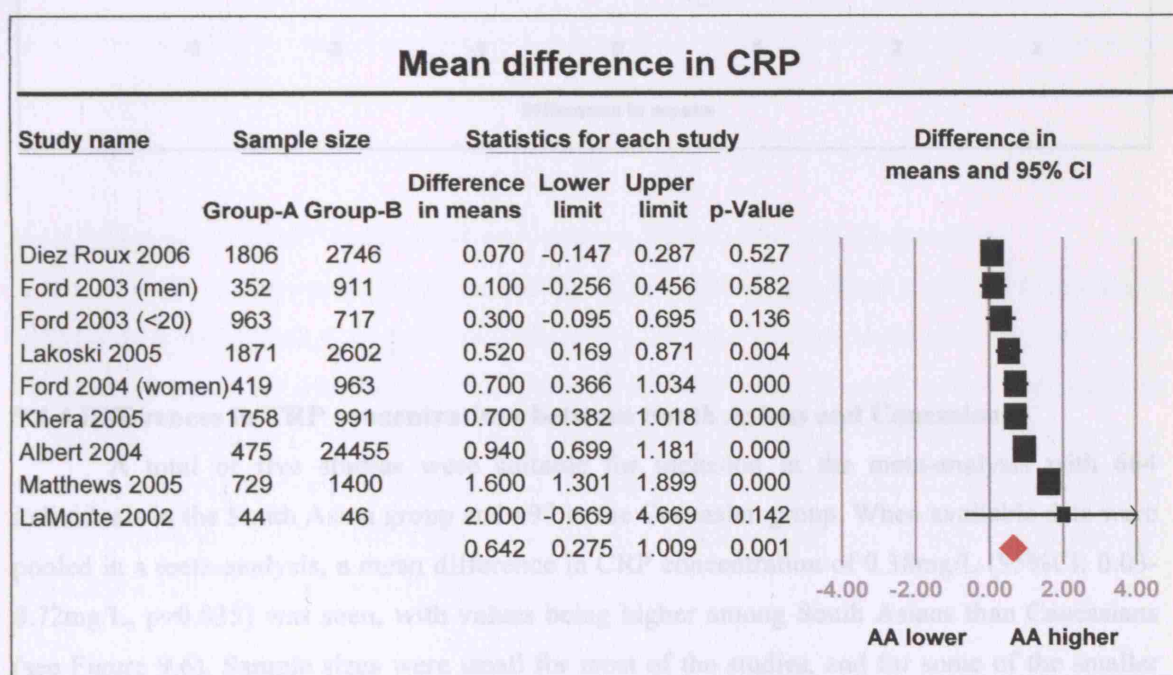 Mean difference in CRP
Study name Sample size Statistics for each study Difference in means and 95% CI
Group-A Group-B Difference in means Lower limit Upper limit p-Value
Diez Roux 2006 1806 2746 0.070 -0.147 0.287 0.527
Ford 2003 (men) 352 911 0.100 -0.256 0.456 0.582
Ford 2003 (<20) 963 717 0.300 -0.095 0.695 0.136
Lakoski 2005 1871 2602 0.520 0.169 0.871 0.004
Ford 2004 (women) 419 963 0.700 0.366 1.034 0.000
Khera 2005 1758 991 0.700 0.382 1.018 0.000
Albert 2004 475 24455 0.940 0.699 1.181 0.000
Matthews 2005 729 1400 1.600 1.301 1.899 0.000
LaMonte 2002 44 46 2.000 -0.669 4.669 0.142
0.642 0.275 1.009 0.001
-4.00 -2.00 0.00 2.00 4.00
AA lower AA higher